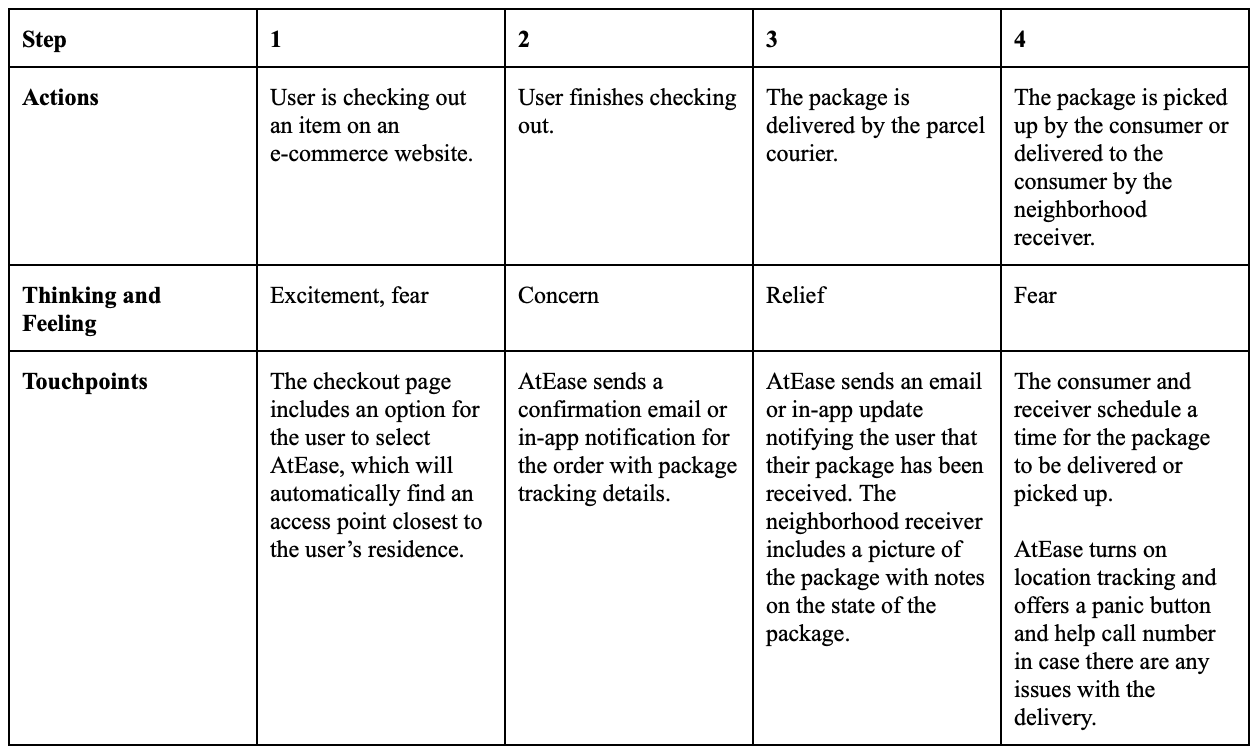 Step
1
2
3
4
Actions
User is checking out
an item on an
e-commerce website.
User finishes checking
out.
The package is
delivered by the parcel
courier.
The package is picked
up by the consumer or
delivered to the
consumer by the
neighborhood
receiver.
Thinking and
Feeling
Excitement, fear
Concern
Relief
Fear
Touchpoints
The checkout page
includes an option for
the user to select
AtEase, which will
automatically find an
access point closest to
the user’s residence.
AtEase sends a
confirmation email or
in-app notification for
the order with package
tracking details.
AtEase sends an email
or in-app update
notifying the user that
their package has been
received. The
neighborhood receiver
includes a picture of
the package with notes
on the state of the
package.
The consumer and
receiver schedule a
time for the package
to be delivered or
picked up.
AtEase turns on
location tracking and
offers a panic button
and help call number
in case there are any
issues with the
delivery.